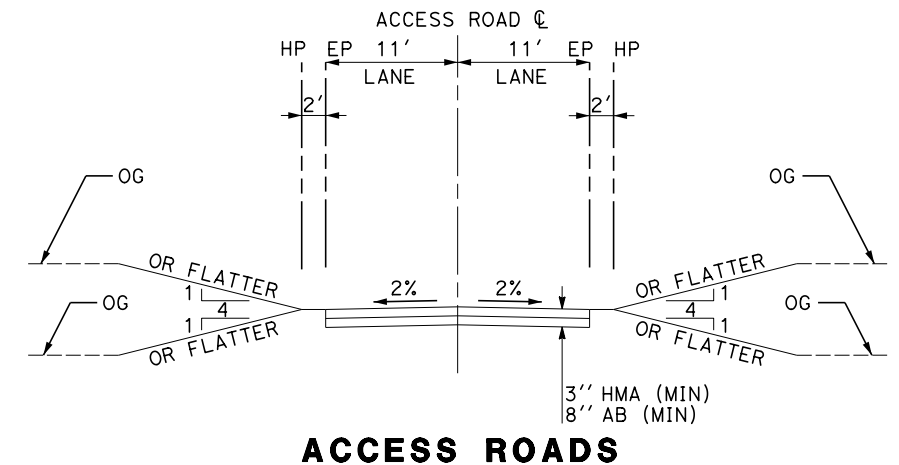 ACCESS ROAD ℄
HP EP 11' 11' EP HP
LANE LANE
2' 2'
OG OG
OR FLATTER OR FLATTER
1 2% 2% 1
OG 4 4 OG
1 1
OR FLATTER OR FLATTER
3'' HMA (MIN)
8'' AB (MIN)
ACCESS ROADS